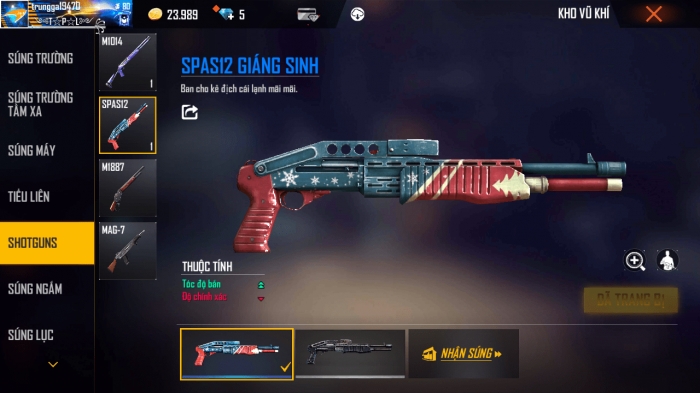 trungga19420
# 80
T P L
23.989
5
KHO VŨ KHÍ
SÚNG TRƯỜNG
SÚNG TRƯỜNG
TẦM XA
SÚNG MÁY
TIỂU LIÊN
SHOTGUNS
SÚNG NGẮM
SÚNG LỤC
M1014
1
SPAS12
1
M1887
MAG-7
SPAS12 GIÁNG SINH
Ban cho kẻ địch cái lạnh mãi mãi.
THUỘC TÍNH
Tốc độ bắn
Độ chính xác
ĐÃ TRANG BỊ
NHẬN SÚNG